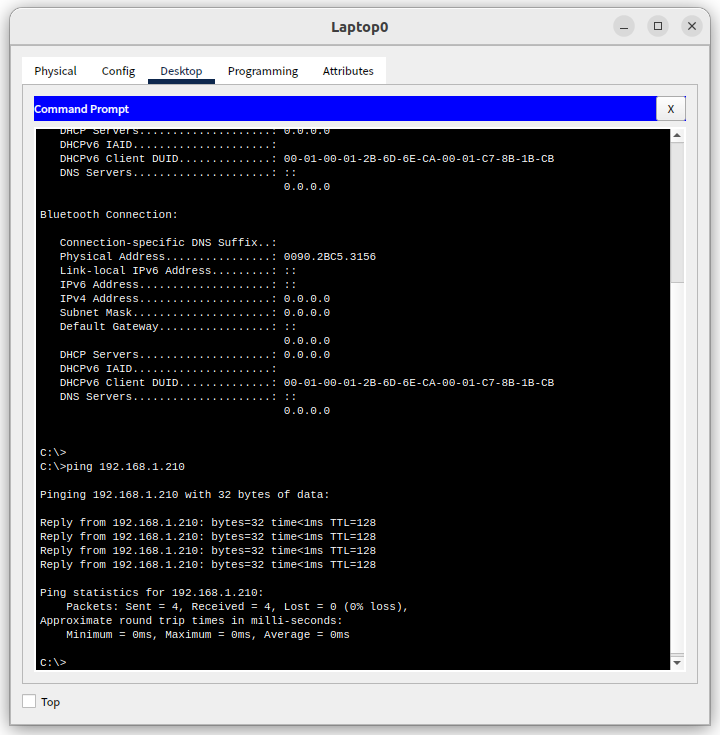 Laptop0
Physical Config Desktop Programming Attributes
Command Prompt X
DHCP Servers....................: 0.0.0.0
DHCPv6 IAID.....................:
DHCPv6 Client DUID..............: 00-01-00-01-2B-6D-6E-CA-00-01-C7-8B-1B-CB
DNS Servers.....................: ::
0.0.0.0
Bluetooth Connection:
Connection-specific DNS Suffix..:
Physical Address................: 0090.2BC5.3156
Link-local IPv6 Address.........: ::
IPv6 Address....................: ::
IPv4 Address....................: 0.0.0.0
Subnet Mask.....................: 0.0.0.0
Default Gateway.................: ::
0.0.0.0
DHCP Servers....................: 0.0.0.0
DHCPv6 IAID.....................:
DHCPv6 Client DUID..............: 00-01-00-01-2B-6D-6E-CA-00-01-C7-8B-1B-CB
DNS Servers.....................: ::
0.0.0.0
C:\>
C:\>ping 192.168.1.210
Pinging 192.168.1.210 with 32 bytes of data:
Reply from 192.168.1.210: bytes=32 time<1ms TTL=128
Reply from 192.168.1.210: bytes=32 time<1ms TTL=128
Reply from 192.168.1.210: bytes=32 time<1ms TTL=128
Reply from 192.168.1.210: bytes=32 time<1ms TTL=128
Ping statistics for 192.168.1.210:
Packets: Sent = 4, Received = 4, Lost = 0 (0% loss),
Approximate round trip times in milli-seconds:
Minimum = 0ms, Maximum = 0ms, Average = 0ms
C:\>
Top